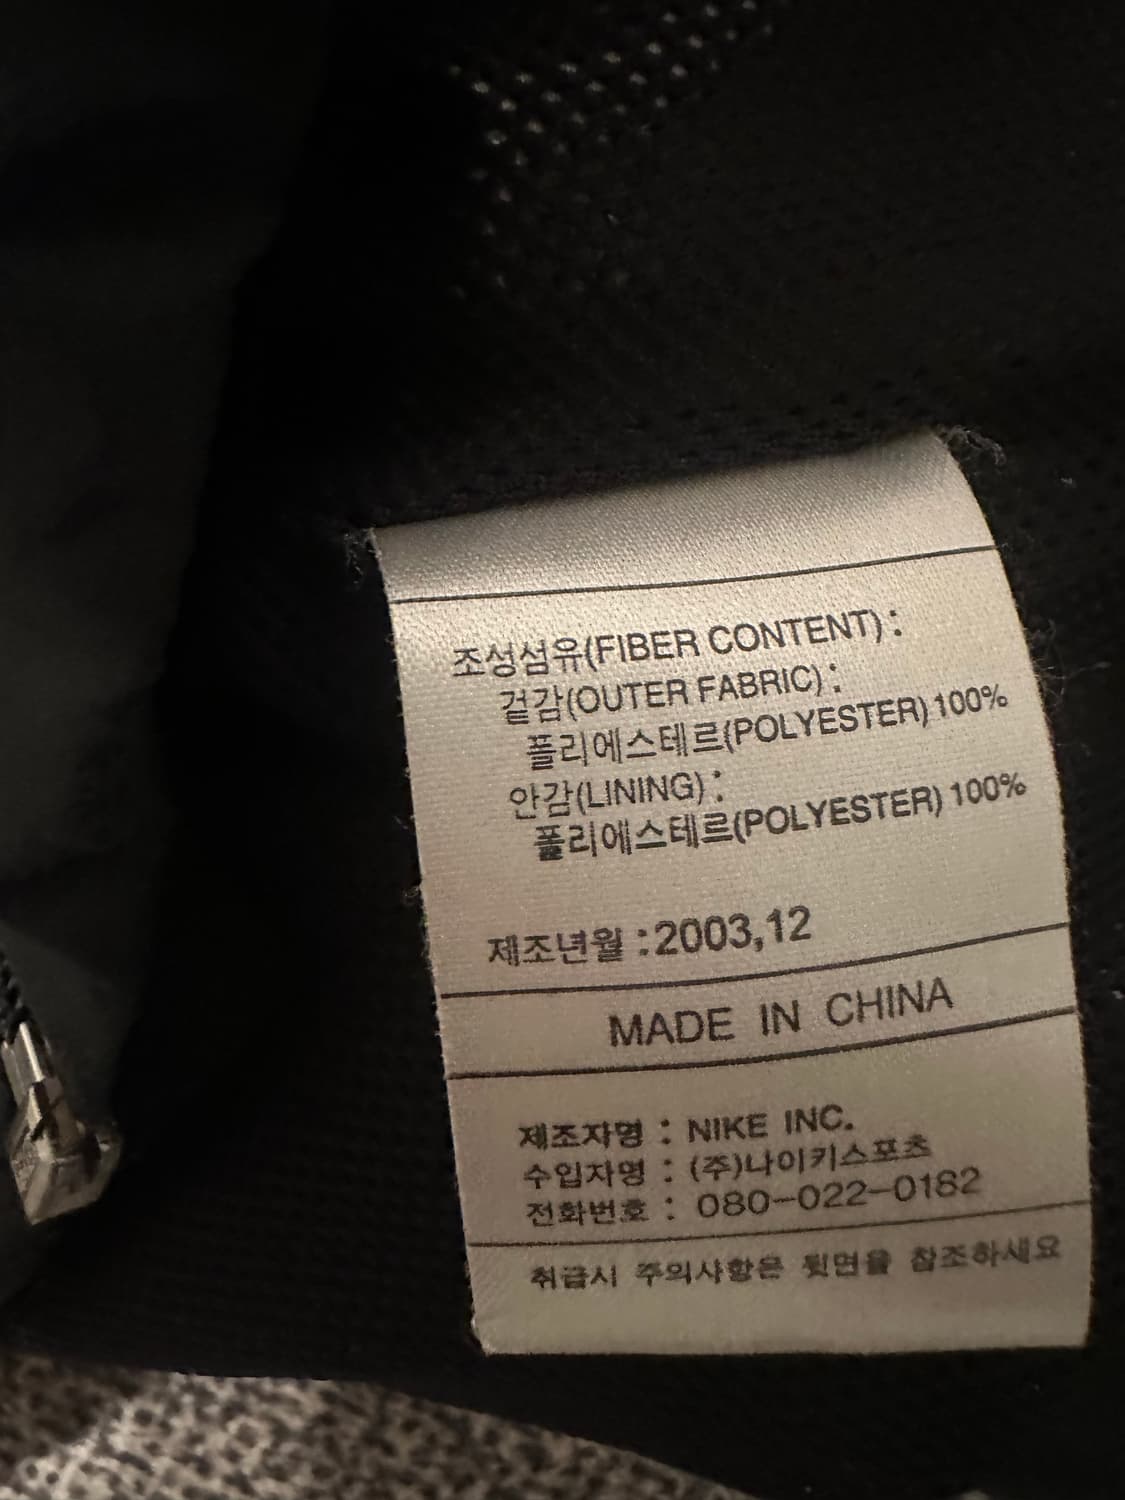 조성섬유(FIBER CONTENT):
겉감(OUTER FABRIC):
폴리에스테르(POLYESTER) 100%
안감(LINING):
폴리에스테르(POLYESTER) 100%
제조년월 :2003,12
MADE IN CHINA
제조자명 : NIKE INC.
수입자명 : (주)나이키스포츠
전화번호 : 080-022-0182
취급시 주의사항은 뒷면을 참조하세요